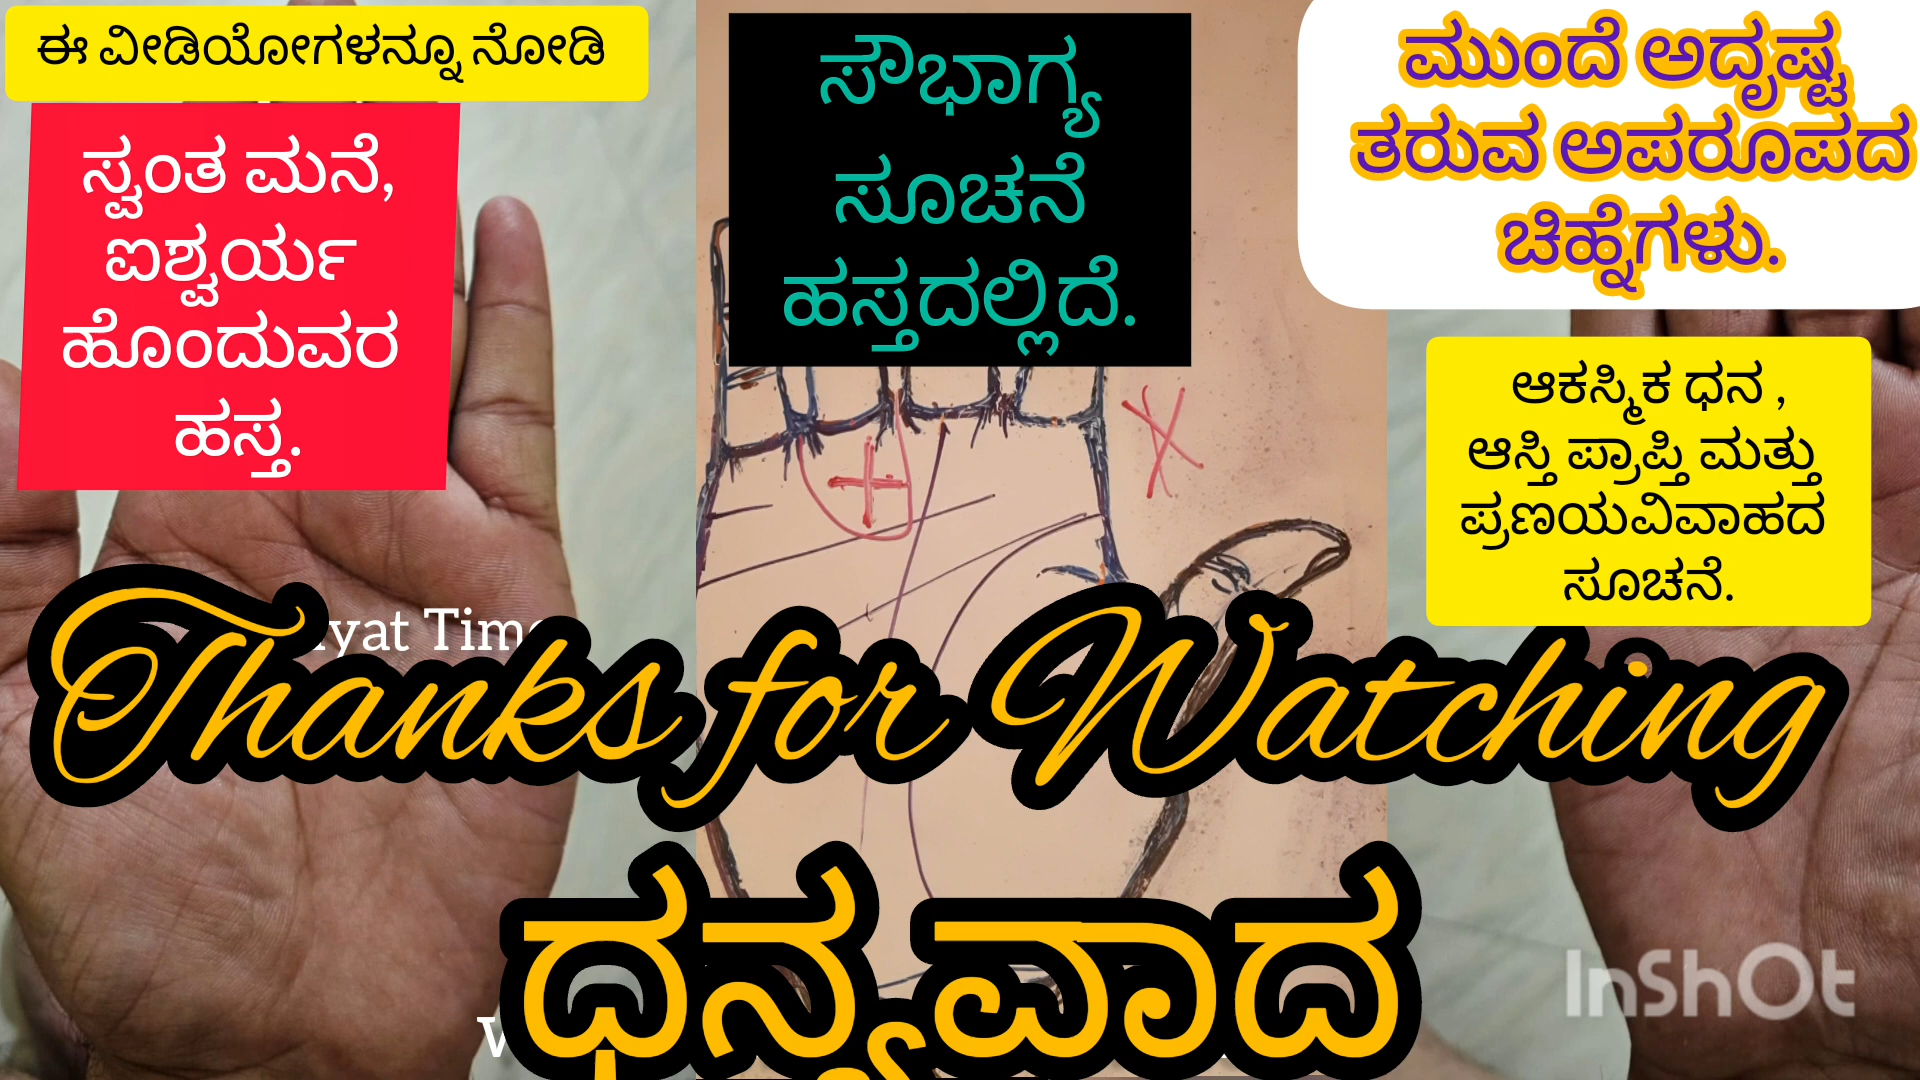 ಈ ವೀಡಿಯೋಗಳನ್ನೂ ನೋಡಿ
ಸ್ವಂತ ಮನೆ,
ಐಶ್ವರ್ಯ
ಹೊಂದುವರ
ಹಸ್ತ.
ಸೌಭಾಗ್ಯ
ಸೂಚನೆ
ಹಸ್ತದಲ್ಲಿದೆ.
ಮುಂದೆ ಅದೃಷ್ಟ
ತರುವ ಅಪರೂಪದ
ಚಿಹ್ನೆಗಳು.
ಆಕಸ್ಮಿಕ ಧನ ,
ಆಸ್ತಿ ಪ್ರಾಪ್ತಿ ಮತ್ತು
ಪ್ರಣಯವಿವಾಹದ
ಸೂಚನೆ.
Thanks for Watching
ಧನ್ಯವಾದ
InShOt